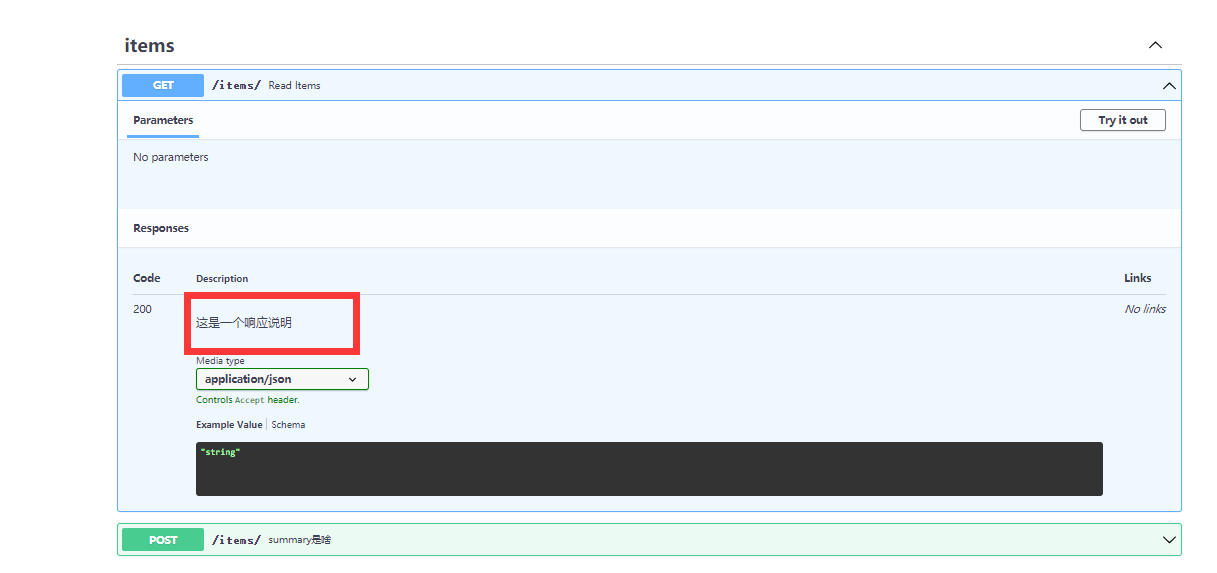 items
GET /items/ Read Items
Parameters Try it out
No parameters
Responses
Code Description Links
200 这是一个响应说明 No links
Media type
application/json
Controls Accept header.
Example Value Schema
"string"
POST /items/ summary是啥